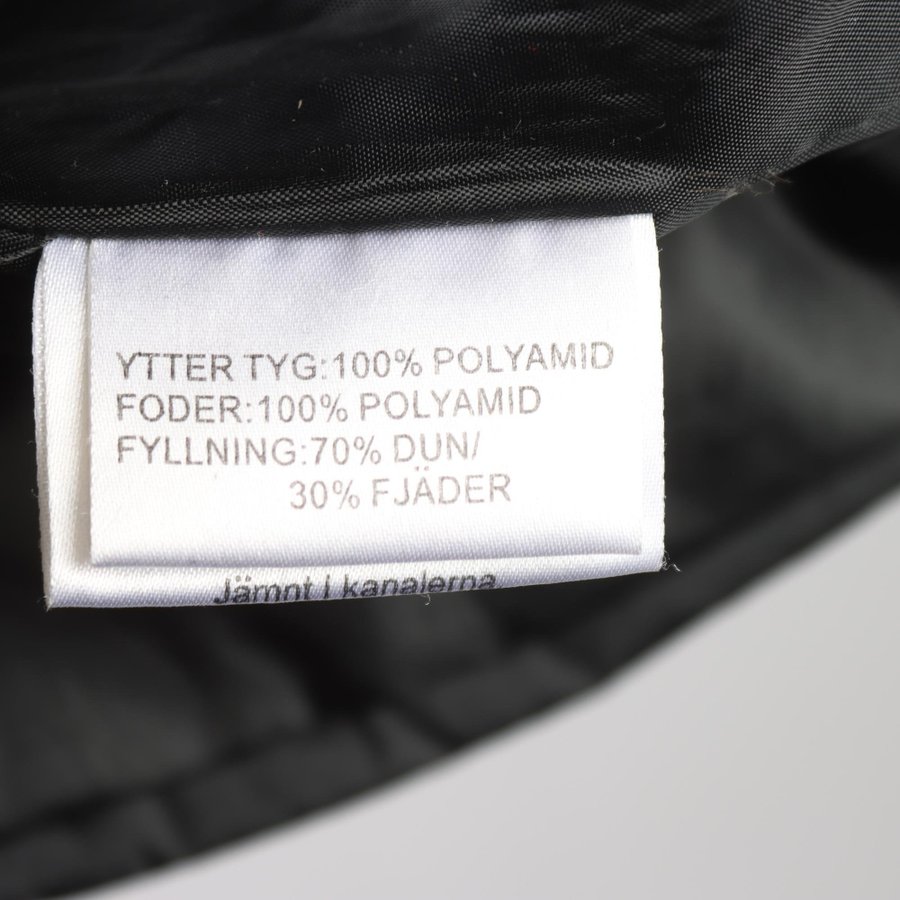 YTTER TYG:100% POLYAMID
FODER:100% POLYAMID
FYLLNING:70% DUN/
30% FJÄDER
Jämnt i kanalerna